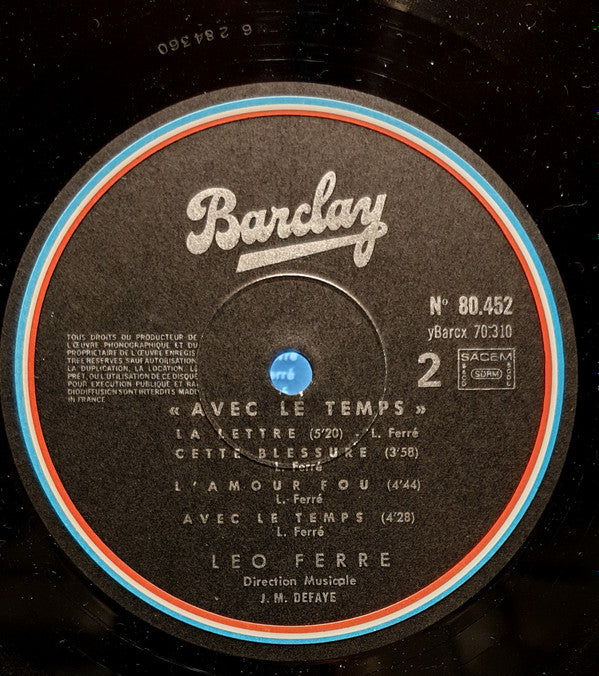 6 284360
Barclay
Nº 80.452
yBarcx 70.310
2
SACEM
SDRM
TOUS DROITS DU PRODUCTEUR DE
L'ŒUVRE PHONOGRAPHIQUE ET DU
PROPRIETAIRE DE L'ŒUVRE ENREGIS-
TREE RESERVES. SAUF AUTORISATION,
LA DUPLICATION, LA LOCATION, LE
PRÊT, OU L'UTILISATION DE CE DISQUE
POUR EXECUTION PUBLIQUE ET RA-
DIODIFFUSION SONT INTERDITS. MADE
IN FRANCE
« AVEC LE TEMPS »
LA LETTRE (5'20) - L. Ferré
CETTE BLESSURE (3'58)
L. Ferré
L'AMOUR FOU (4'44)
L. Ferré
AVEC LE TEMPS (4'28)
L. Ferré
LEO FERRE
Direction Musicale
J. M. DEFAYE